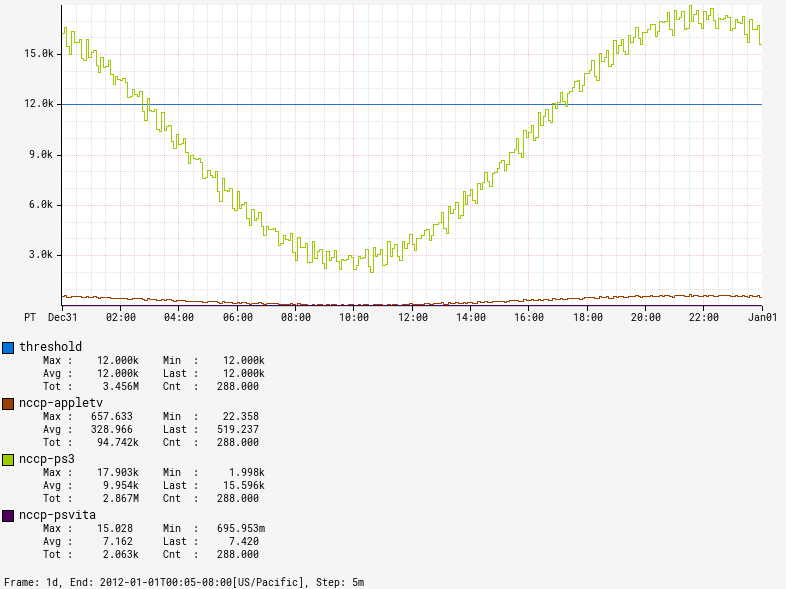 15.0k
12.0k
9.0k
6.0k
3.0k
PT Dec31 02:00 04:00 06:00 08:00 10:00 12:00 14:00 16:00 18:00 20:00 22:00 Jan01
threshold
Max : 12.000k Min : 12.000k
Avg : 12.000k Last : 12.000k
Tot : 3.456M Cnt : 288.000
nccp-appletv
Max : 657.633 Min : 22.358
Avg : 328.966 Last : 519.237
Tot : 94.742k Cnt : 288.000
nccp-ps3
Max : 17.903k Min : 1.998k
Avg : 9.954k Last : 15.596k
Tot : 2.867M Cnt : 288.000
nccp-psvita
Max : 15.028 Min : 695.953m
Avg : 7.162 Last : 7.420
Tot : 2.063k Cnt : 288.000
Frame: 1d, End: 2012-01-01T00:05-08:00[US/Pacific], Step: 5m